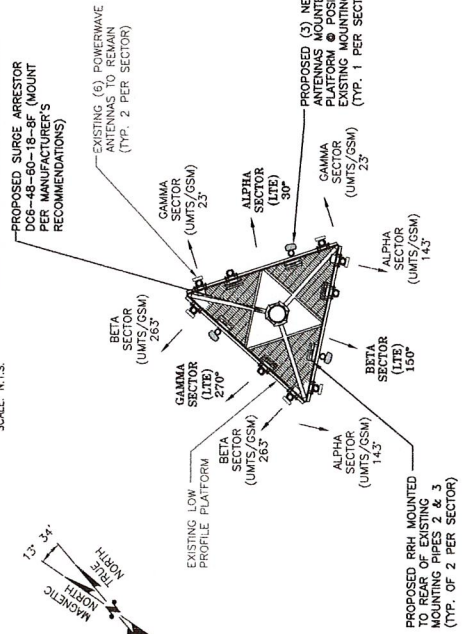 SCALE: N.T.S.
13° 34'
MAGNETIC
NORTH
TRUE
NORTH
PROPOSED SURGE ARRESTOR
DC6-48-60-18-8F (MOUNT
PER MANUFACTURER'S
RECOMMENDATIONS)
EXISTING (6) POWERWAVE
ANTENNAS TO REMAIN
(TYP. 2 PER SECTOR)
GAMMA
SECTOR
(UMTS/GSM)
23°
ALPHA
SECTOR
(LTE)
30°
PROPOSED (3)
ANTENNAS
PLATFORM @
EXISTING MOUNTING
(TYP. 1 PER
GAMMA
SECTOR
(UMTS/GSM)
23°
ALPHA
SECTOR
(UMTS/GSM)
143°
BETA
SECTOR
(UMTS/GSM)
263°
GAMMA
SECTOR
(LTE)
270°
BETA
SECTOR
(LTE)
150°
EXISTING LOW
PROFILE PLATFORM
BETA
SECTOR
(UMTS/GSM)
263°
ALPHA
SECTOR
(UMTS/GSM)
143°
PROPOSED RRH MOUNTED
TO REAR OF EXISTING
MOUNTING PIPES 2 & 3
(TYP. OF 2 PER SECTOR)